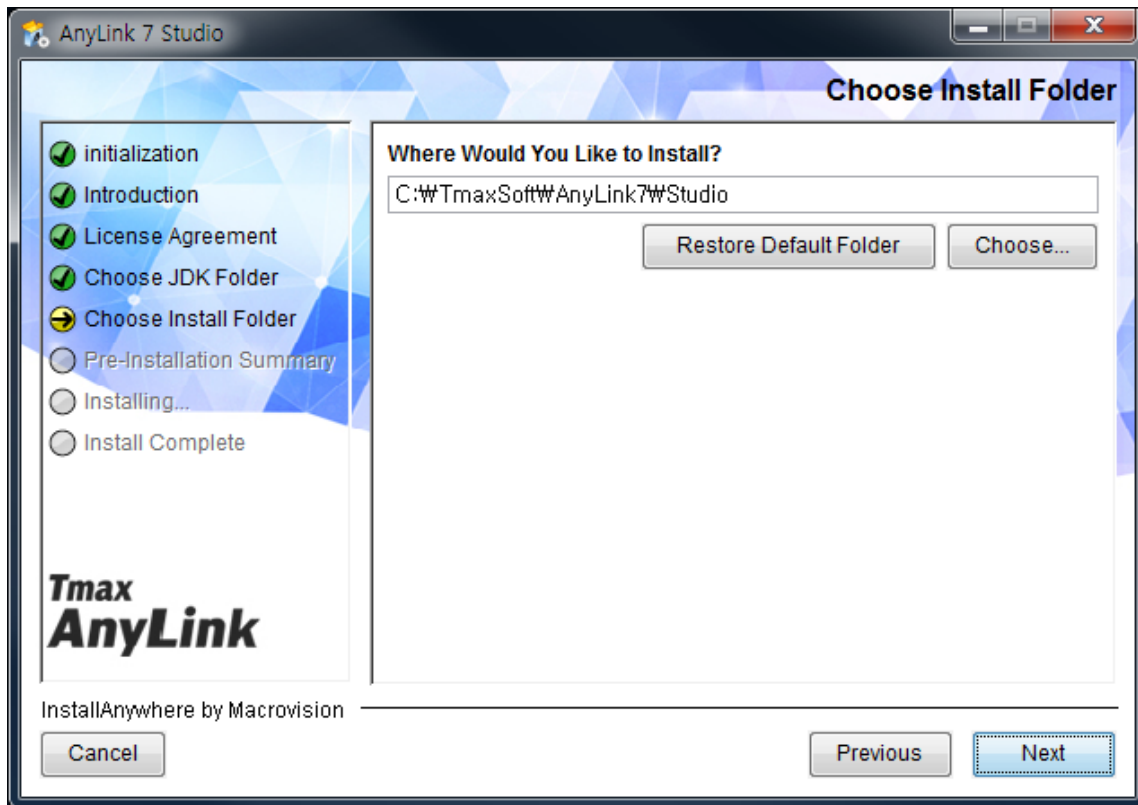 AnyLink 7 Studio
Choose Install Folder
initialization
Introduction
License Agreement
Choose JDK Folder
Choose Install Folder
Pre-Installation Summary
Installing...
Install Complete
Tmax
AnyLink
Where Would You Like to Install?
C:₩TmaxSoft₩AnyLink7₩Studio
Restore Default Folder
Choose...
InstallAnywhere by Macrovision
Cancel
Previous
Next